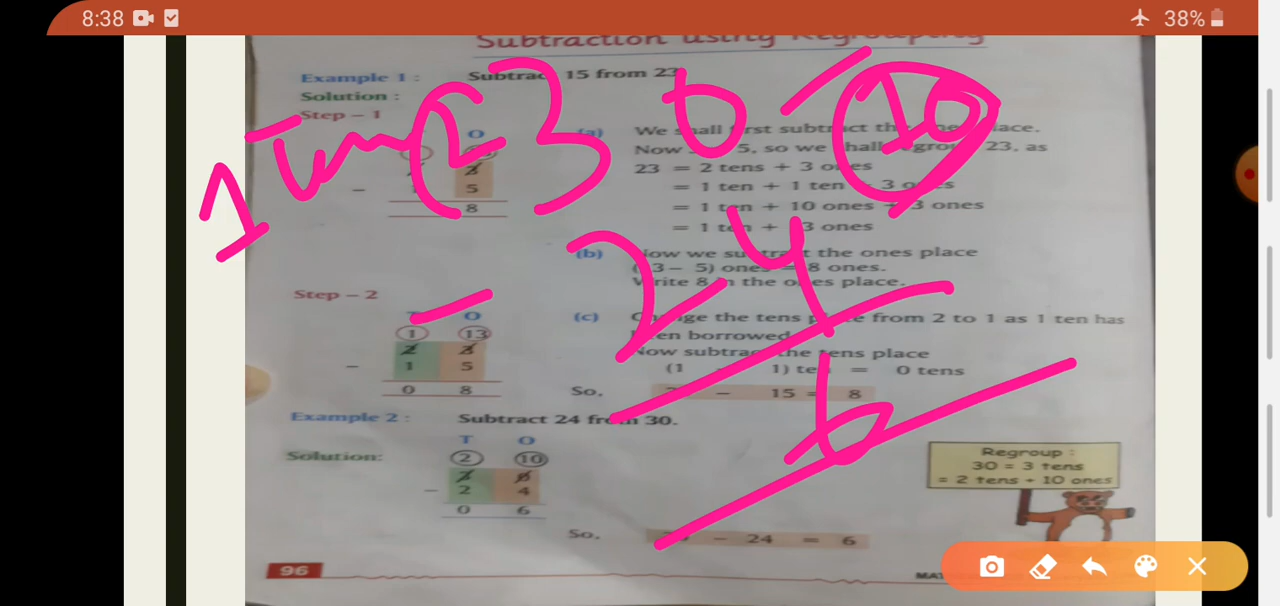 8:38 38%
Subtraction using Regrouping
Example 1 : Subtract 15 from 23.
Solution :
Step – 1
O
3
– 5
8
(a) We shall first subtract the ones place.
Now 5, so we shall regroup 23, as
23 = 2 tens + 3 ones
= 1 ten + 1 ten + 3 ones
= 1 ten + 10 ones + 3 ones
= 1 ten + 13 ones
(b) Now we subtract the ones place
(13 – 5) ones = 8 ones.
Write 8 in the ones place.
Step – 2
T O
1 13
2 3
– 1 5
0 8
(c) Change the tens place from 2 to 1 as 1 ten has
been borrowed
Now subtract the tens place
(1 – 1) ten = 0 tens
So, – 15 = 8
Example 2 : Subtract 24 from 30.
Solution:
T O
2 10
3 0
– 2 4
0 6
Regroup :
30 = 3 tens
= 2 tens + 10 ones
So, – 24 = 6
96
1 Ten 2 3 0 10
2 4
6